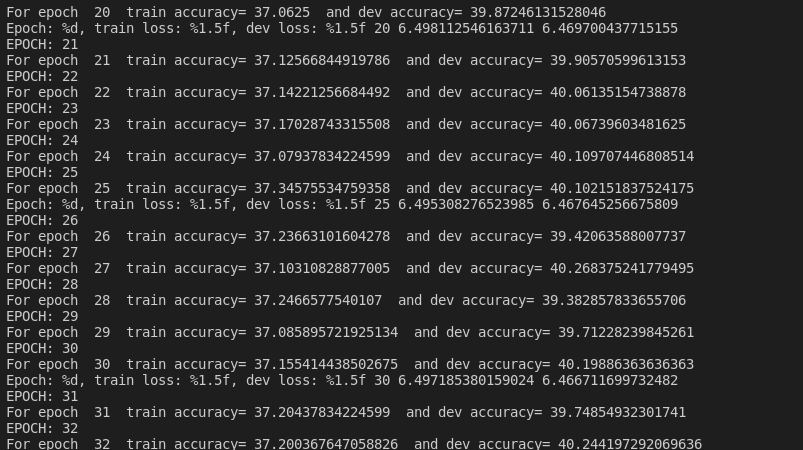 For epoch  20  train accuracy= 37.0625  and dev accuracy= 39.87246131528046
Epoch: %d, train loss: %1.5f, dev loss: %1.5f 20 6.498112546163711 6.469700437715155
EPOCH: 21
For epoch  21  train accuracy= 37.12566844919786  and dev accuracy= 39.90570599613153
EPOCH: 22
For epoch  22  train accuracy= 37.14221256684492  and dev accuracy= 40.06135154738878
EPOCH: 23
For epoch  23  train accuracy= 37.17028743315508  and dev accuracy= 40.06739603481625
EPOCH: 24
For epoch  24  train accuracy= 37.07937834224599  and dev accuracy= 40.109707446808514
EPOCH: 25
For epoch  25  train accuracy= 37.34575534759358  and dev accuracy= 40.102151837524175
Epoch: %d, train loss: %1.5f, dev loss: %1.5f 25 6.495308276523985 6.467645256675809
EPOCH: 26
For epoch  26  train accuracy= 37.23663101604278  and dev accuracy= 39.42063588007737
EPOCH: 27
For epoch  27  train accuracy= 37.10310828877005  and dev accuracy= 40.268375241779495
EPOCH: 28
For epoch  28  train accuracy= 37.2466577540107  and dev accuracy= 39.382857833655706
EPOCH: 29
For epoch  29  train accuracy= 37.085895721925134  and dev accuracy= 39.71228239845261
EPOCH: 30
For epoch  30  train accuracy= 37.155414438502675  and dev accuracy= 40.19886363636363
Epoch: %d, train loss: %1.5f, dev loss: %1.5f 30 6.497185380159024 6.466711699732482
EPOCH: 31
For epoch  31  train accuracy= 37.20437834224599  and dev accuracy= 39.74854932301741
EPOCH: 32
For epoch  32  train accuracy= 37.200367647058826  and dev accuracy= 40.244197292069636